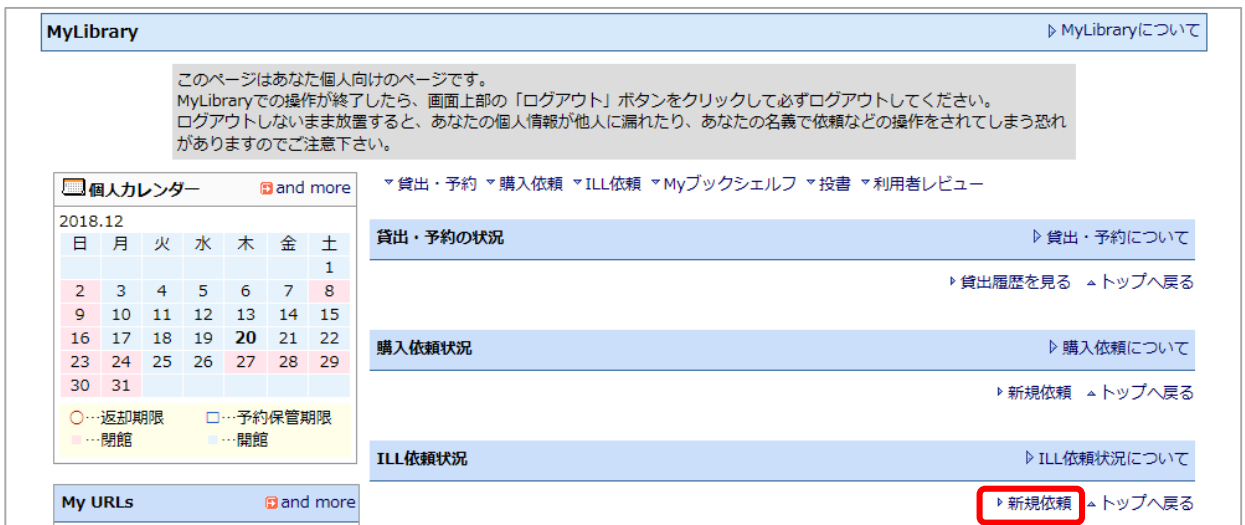 MyLibrary
MyLibraryについて
このページはあなた個人向けのページです。
MyLibraryでの操作が終了したら、画面上部の「ログアウト」ボタンをクリックして必ずログアウトしてください。
ログアウトしないまま放置すると、あなたの個人情報が他人に漏れたり、あなたの名義で依頼などの操作をされてしまう恐れ
がありますのでご注意下さい。
個人カレンダー and more
2018.12
日 月 火 水 木 金 土
1
2 3 4 5 6 7 8
9 10 11 12 13 14 15
16 17 18 19 20 21 22
23 24 25 26 27 28 29
30 31
○…返却期限 □…予約保管期限
■…閉館 ■…開館
My URLs and more
貸出・予約 購入依頼 ILL依頼 Myブックシェルフ 投書 利用者レビュー
貸出・予約の状況 貸出・予約について
貸出履歴を見る トップへ戻る
購入依頼状況 購入依頼について
新規依頼 トップへ戻る
ILL依頼状況 ILL依頼状況について
新規依頼 トップへ戻る